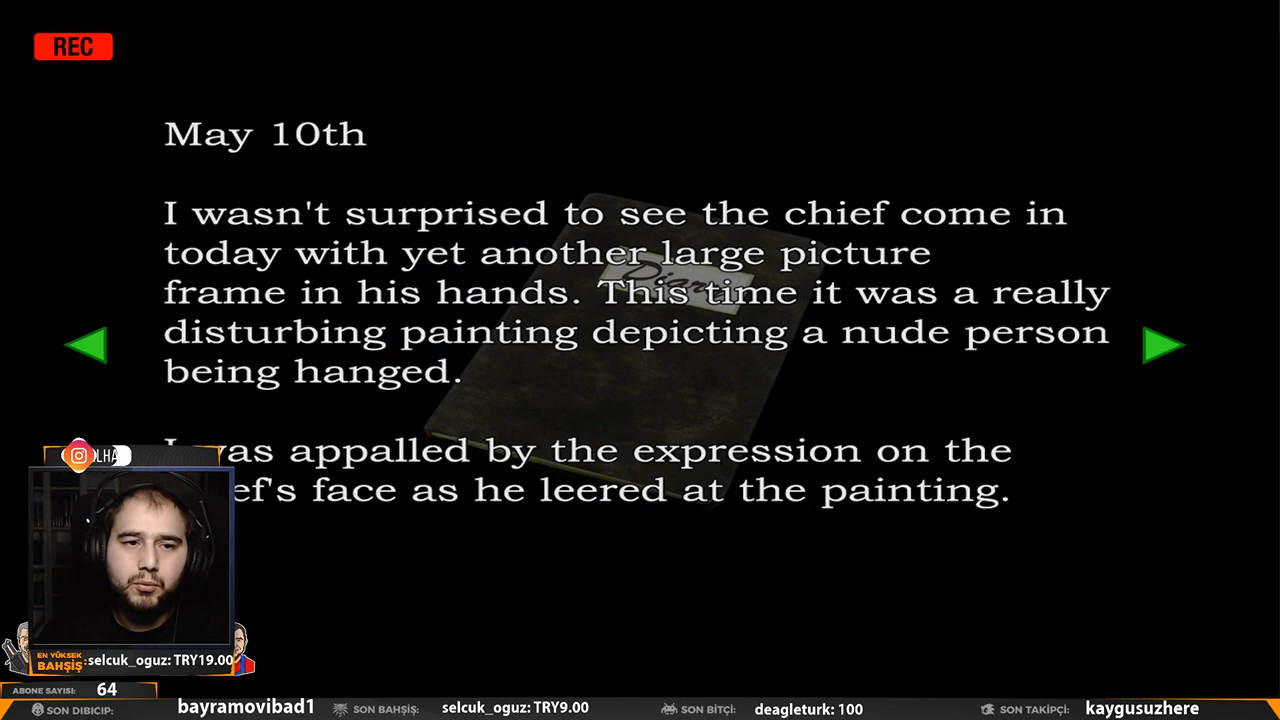 REC
May 10th
I wasn't surprised to see the chief come in
today with yet another large picture
frame in his hands. This time it was a really
disturbing painting depicting a nude person
being hanged.
I was appalled by the expression on the
ef's face as he leered at the painting.
Diary
LHA
EN YÜKSEK
BAHŞİŞ: selcuk_oguz: TRY19.00
ABONE SAYISI: 64
SON DIBICIP: bayramovibad1 SON BAHŞİŞ: selcuk_oguz: TRY9.00 SON BİTÇİ: deagleturk: 100 SON TAKİPÇİ: kaygusuzhere